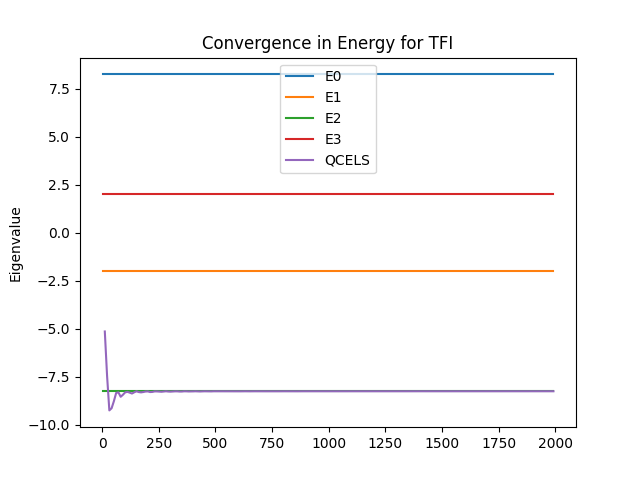 Convergence in Energy for TFI
E0
E1
E2
E3
QCELS
Eigenvalue
7.5
5.0
2.5
0.0
−2.5
−5.0
−7.5
−10.0
0 250 500 750 1000 1250 1500 1750 2000